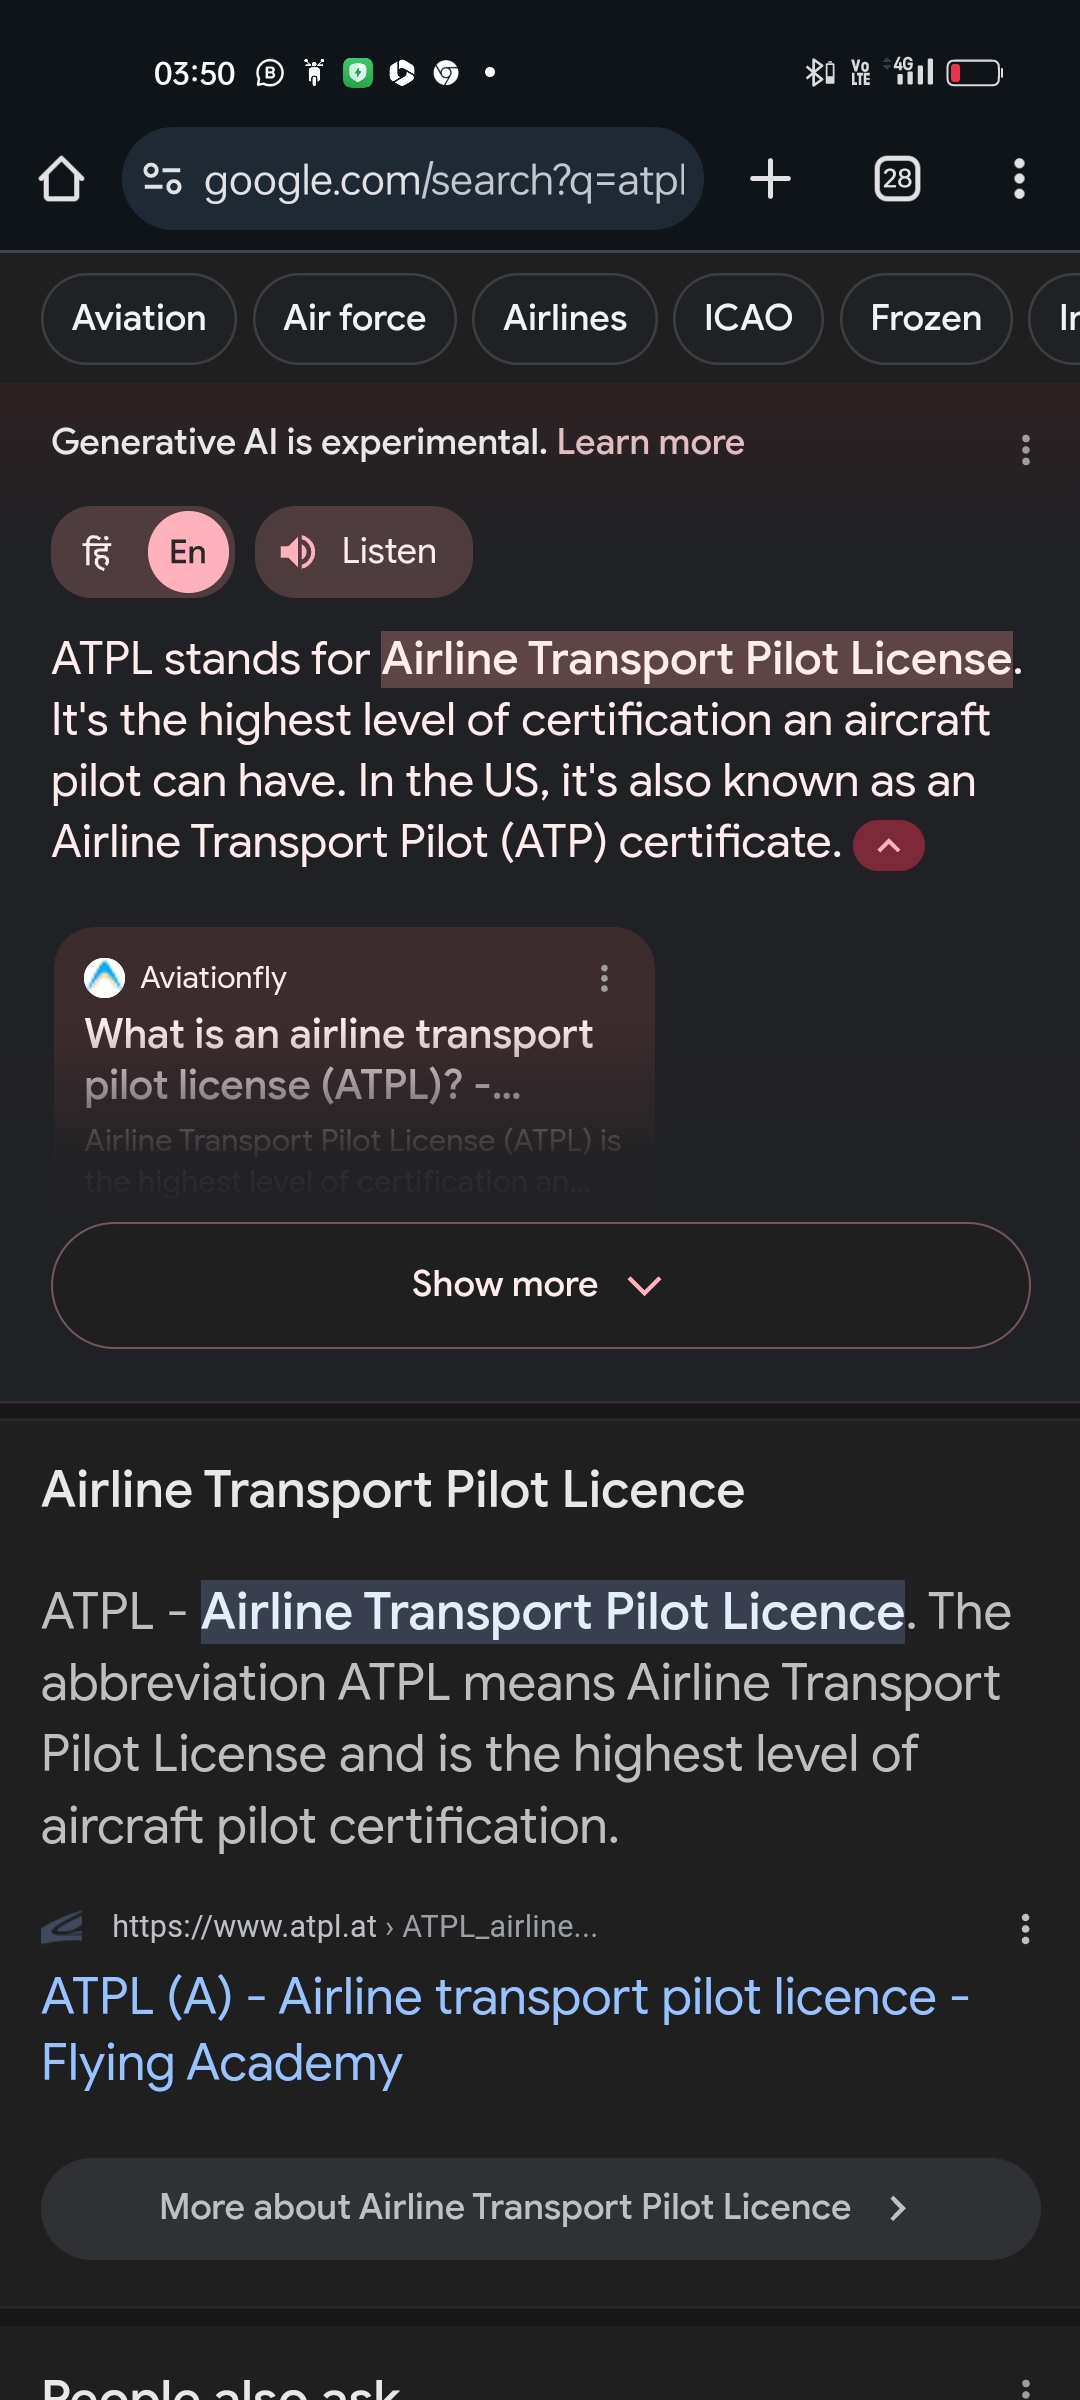 03:50
Vo LTE 4G
google.com/search?q=atpl
28
Aviation
Air force
Airlines
ICAO
Frozen
Generative AI is experimental. Learn more
हिं
En
Listen
ATPL stands for Airline Transport Pilot License.
It's the highest level of certification an aircraft
pilot can have. In the US, it's also known as an
Airline Transport Pilot (ATP) certificate.
Aviationfly
What is an airline transport
pilot license (ATPL)? -...
Airline Transport Pilot License (ATPL) is
the highest level of certification an...
Show more
Airline Transport Pilot Licence
ATPL - Airline Transport Pilot Licence. The
abbreviation ATPL means Airline Transport
Pilot License and is the highest level of
aircraft pilot certification.
https://www.atpl.at › ATPL_airline...
ATPL (A) - Airline transport pilot licence -
Flying Academy
More about Airline Transport Pilot Licence
People also ask